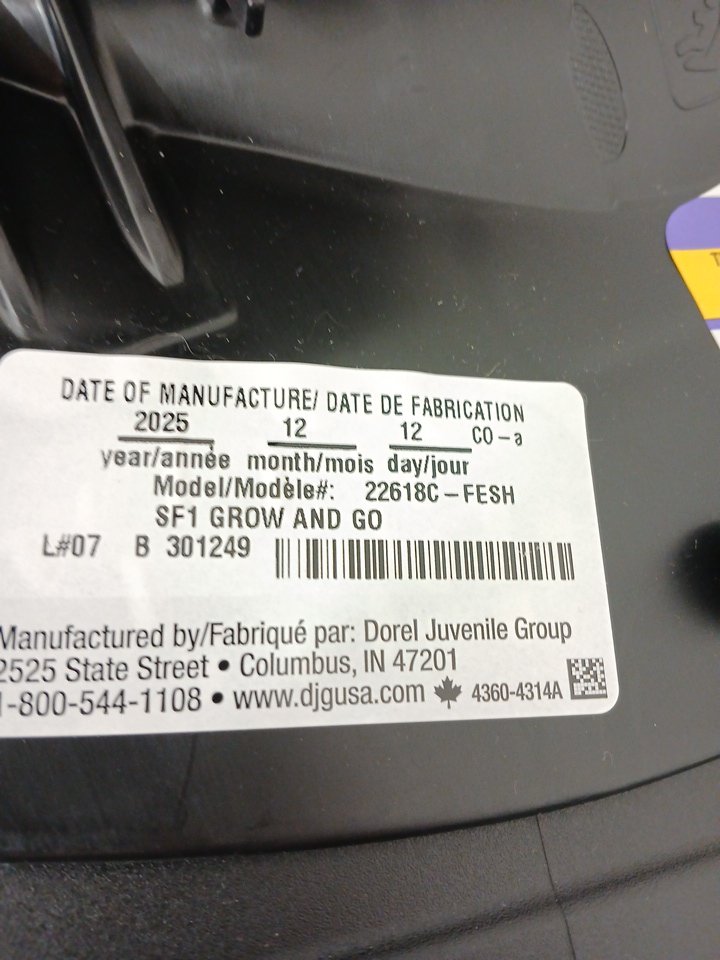 DATE OF MANUFACTURE/ DATE DE FABRICATION
2025 12 12 CO-a
year/année month/mois day/jour
Model/Modèle#: 22618C-FESH
SF1 GROW AND GO
L#07 B 301249
Manufactured by/Fabriqué par: Dorel Juvenile Group
2525 State Street • Columbus, IN 47201
1-800-544-1108 • www.djgusa.com 4360-4314A